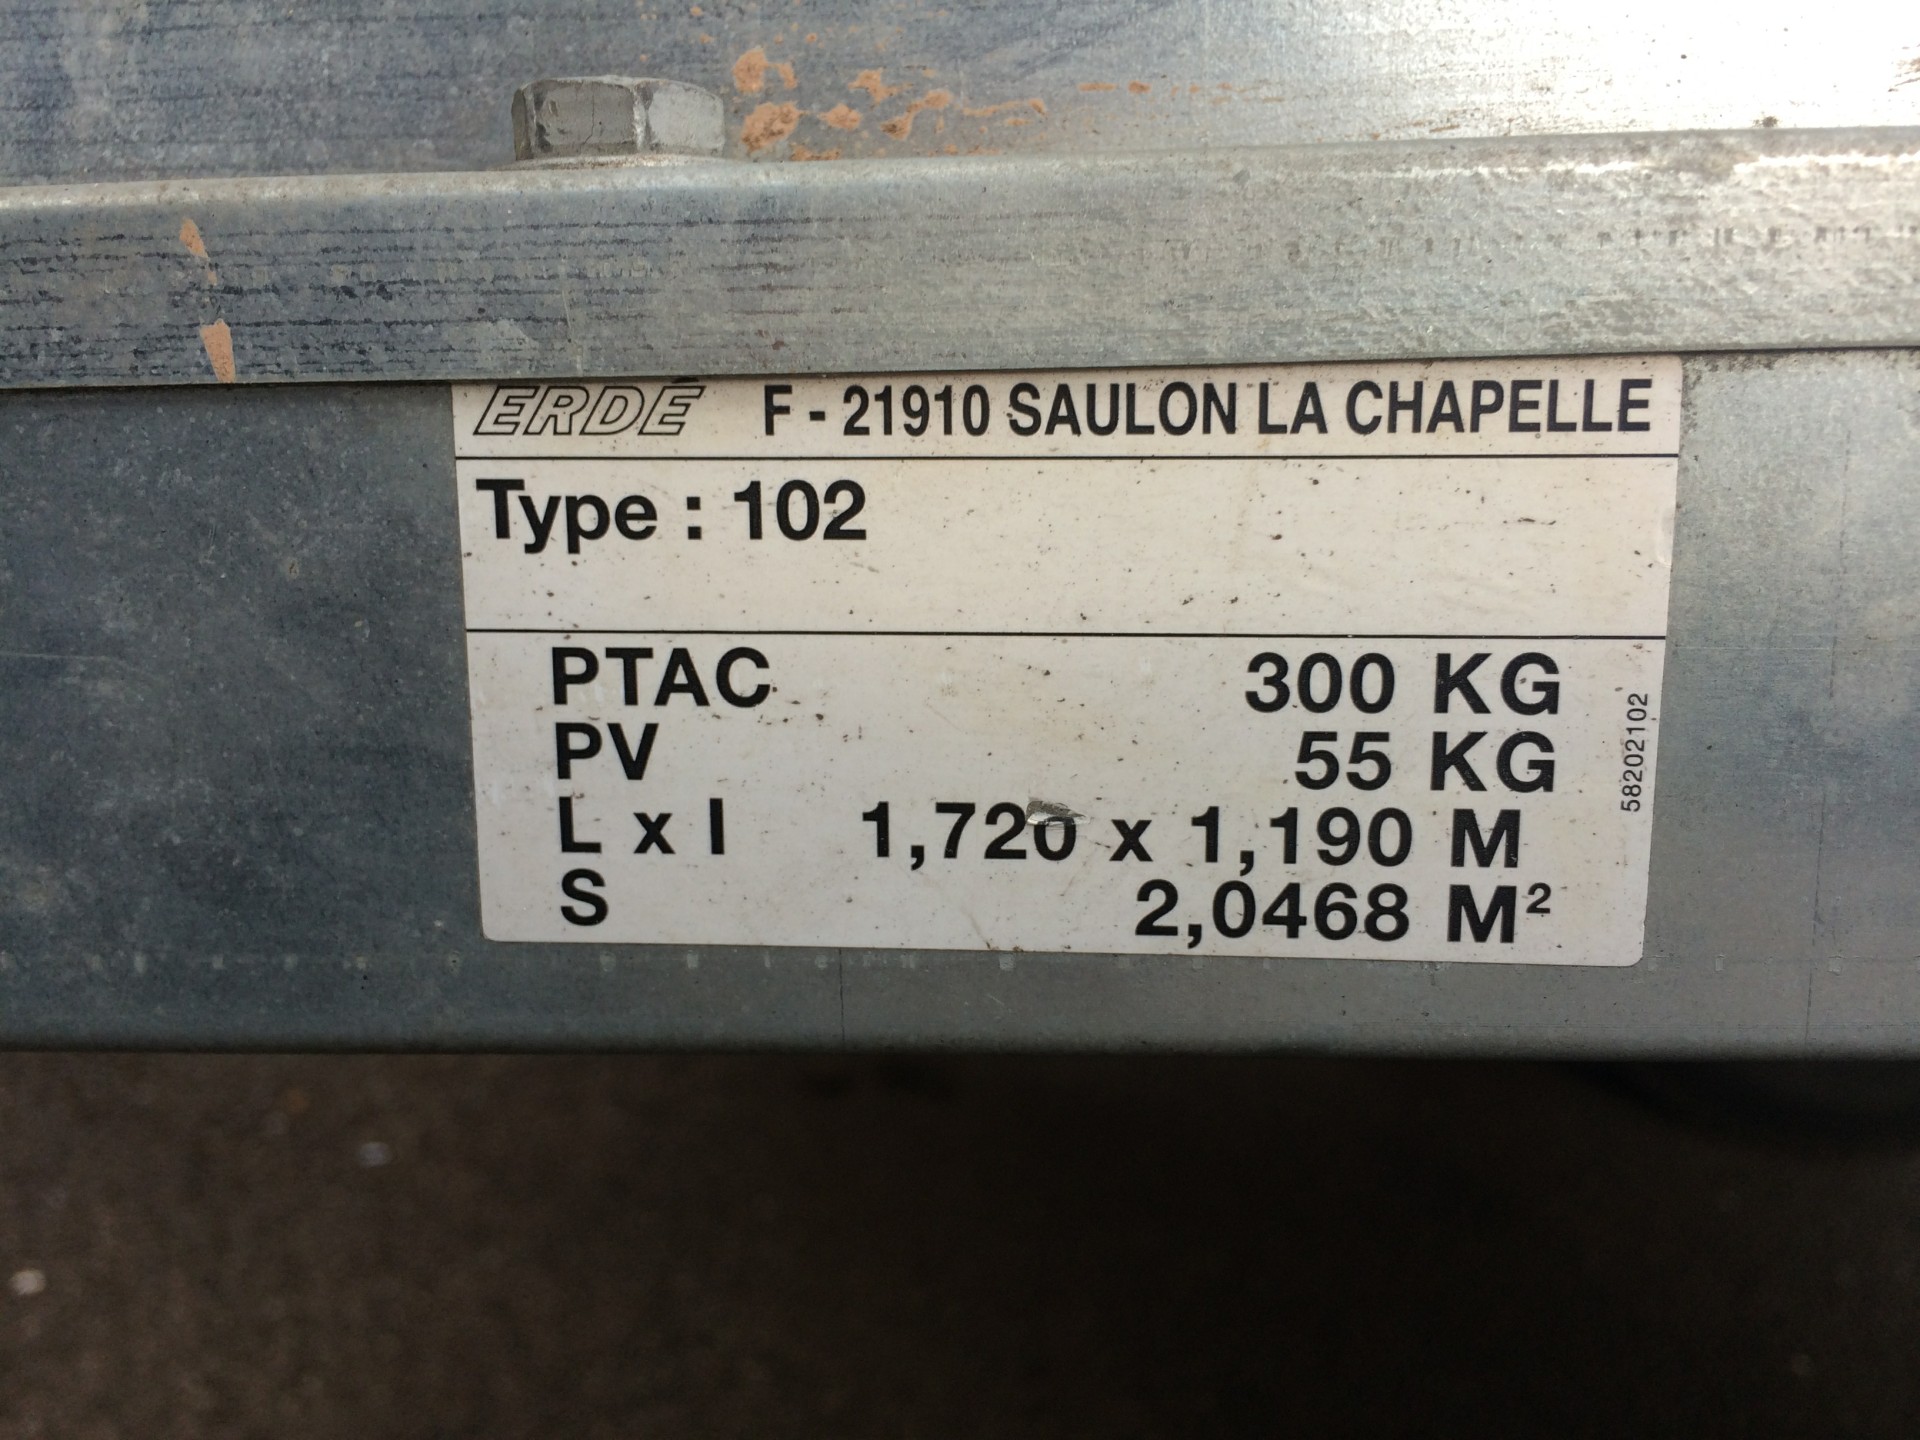 ERDÉ F - 21910 SAULON LA CHAPELLE
Type : 102
PTAC 300 KG
PV 55 KG
L x l 1,720 x 1,190 M
S 2,0468 M²
58202102